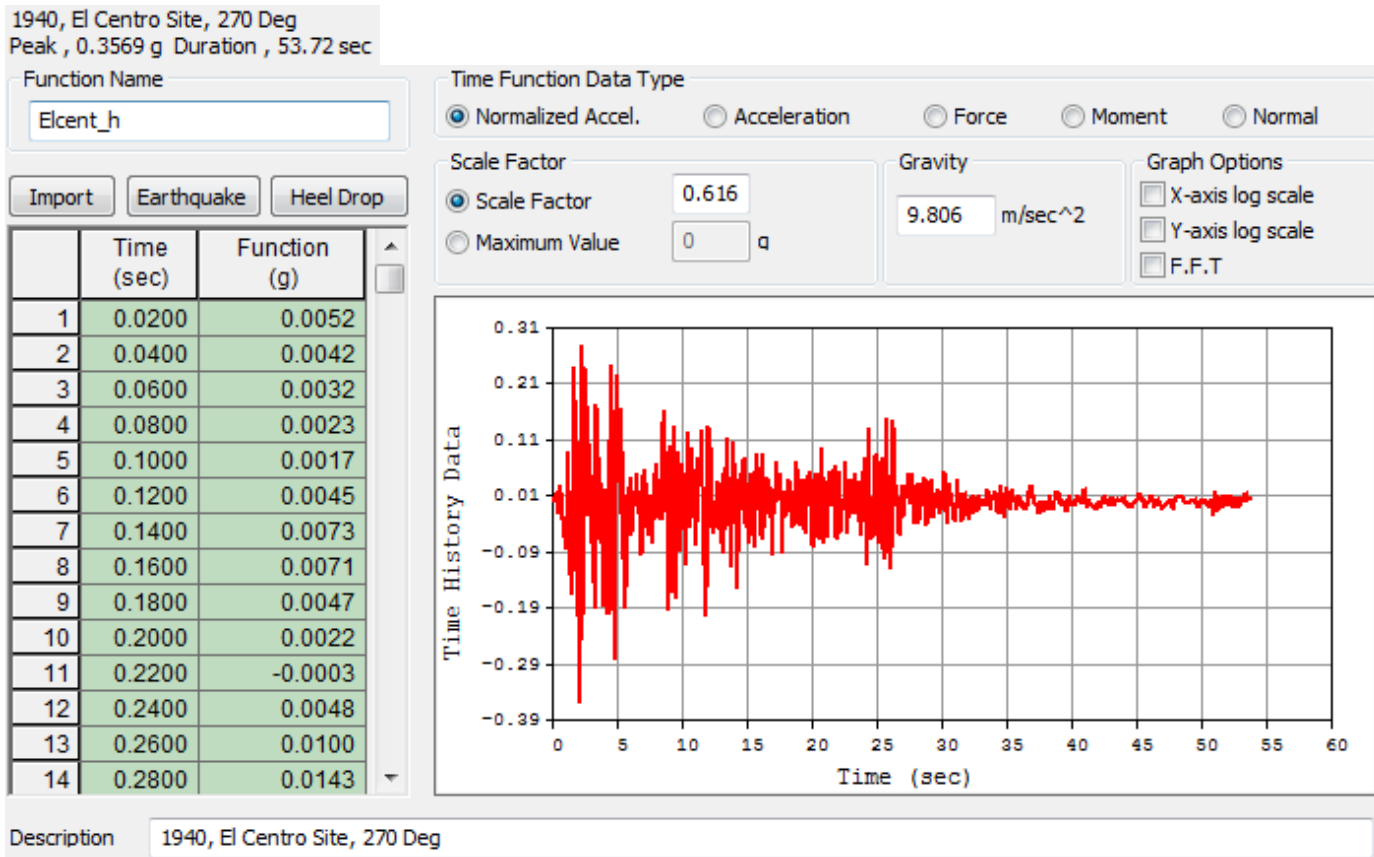 1940, El Centro Site, 270 Deg
Peak , 0.3569 g Duration , 53.72 sec
Function Name
Elcent_h
Import Earthquake Heel Drop
Time (sec) Function (g)
1 0.0200 0.0052
2 0.0400 0.0042
3 0.0600 0.0032
4 0.0800 0.0023
5 0.1000 0.0017
6 0.1200 0.0045
7 0.1400 0.0073
8 0.1600 0.0071
9 0.1800 0.0047
10 0.2000 0.0022
11 0.2200 -0.0003
12 0.2400 0.0048
13 0.2600 0.0100
14 0.2800 0.0143
Time Function Data Type
Normalized Accel. Acceleration Force Moment Normal
Scale Factor
Scale Factor 0.616
Maximum Value 0 g
Gravity
9.806 m/sec^2
Graph Options
X-axis log scale
Y-axis log scale
F.F.T
Time History Data
0.31
0.21
0.11
0.01
-0.09
-0.19
-0.29
-0.39
0 5 10 15 20 25 30 35 40 45 50 55 60
Time (sec)
Description 1940, El Centro Site, 270 Deg